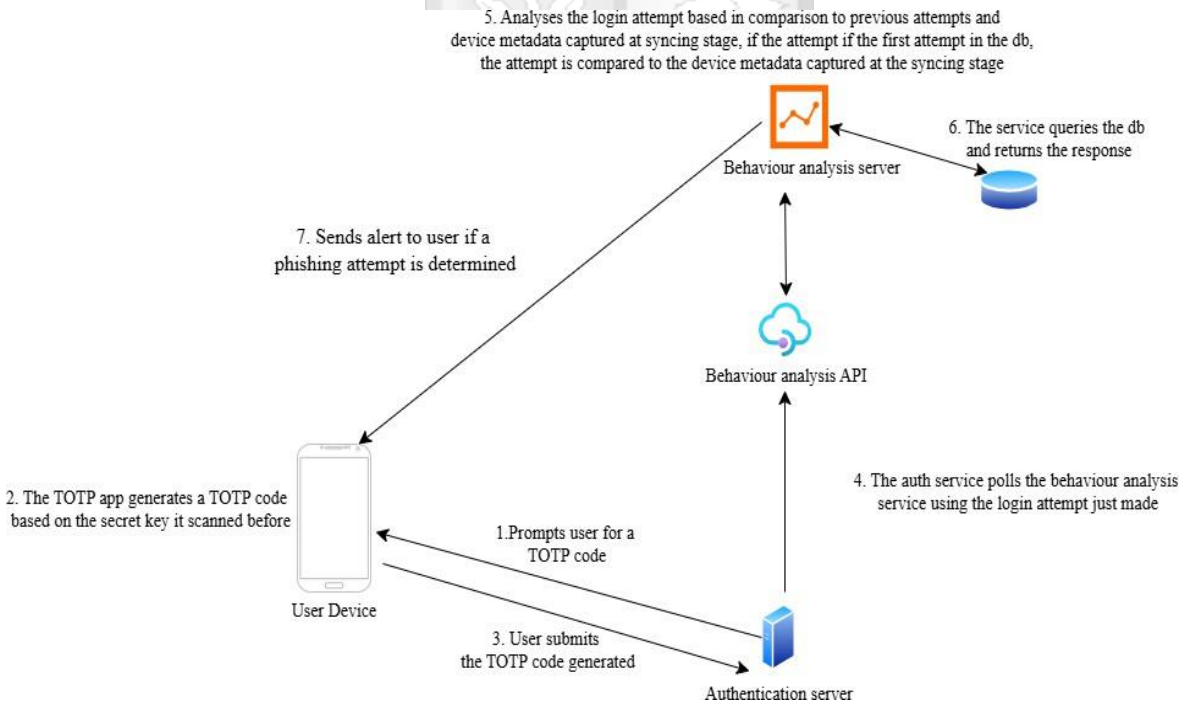 5. Analyses the login attempt based in comparison to previous attempts and
device metadata captured at syncing stage, if the attempt if the first attempt in the db,
the attempt is compared to the device metadata captured at the syncing stage
6. The service queries the db
and returns the response
Behaviour analysis server
7. Sends alert to user if a
phishing attempt is determined
Behaviour analysis API
2. The TOTP app generates a TOTP code
based on the secret key it scanned before
4. The auth service polls the behaviour analysis
service using the login attempt just made
1.Prompts user for a
TOTP code
User Device
3. User submits
the TOTP code generated
Authentication server